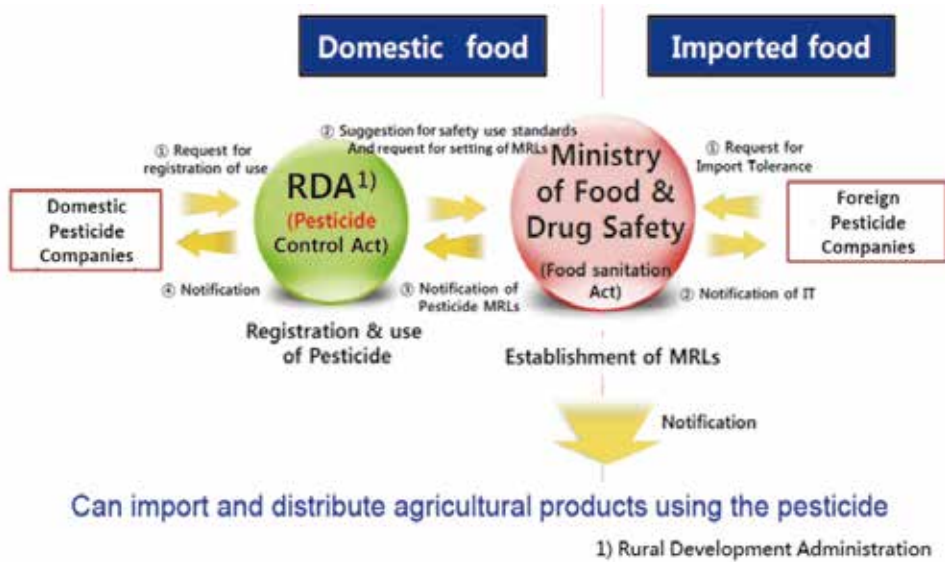 Domestic food
Imported food
② Suggestion for safety use standards
And request for setting of MRLs
① Request for
registration of use
① Request for
Import Tolerance
Domestic
Pesticide
Companies
RDA1)
(Pesticide
Control Act)
Ministry
of Food &
Drug Safety
(Food sanitation
Act)
Foreign
Pesticide
Companies
④ Notification
③ Notification of
Pesticide MRLs
② Notification of IT
Registration & use
of Pesticide
Establishment of MRLs
Notification
Can import and distribute agricultural products using the pesticide
1) Rural Development Administration